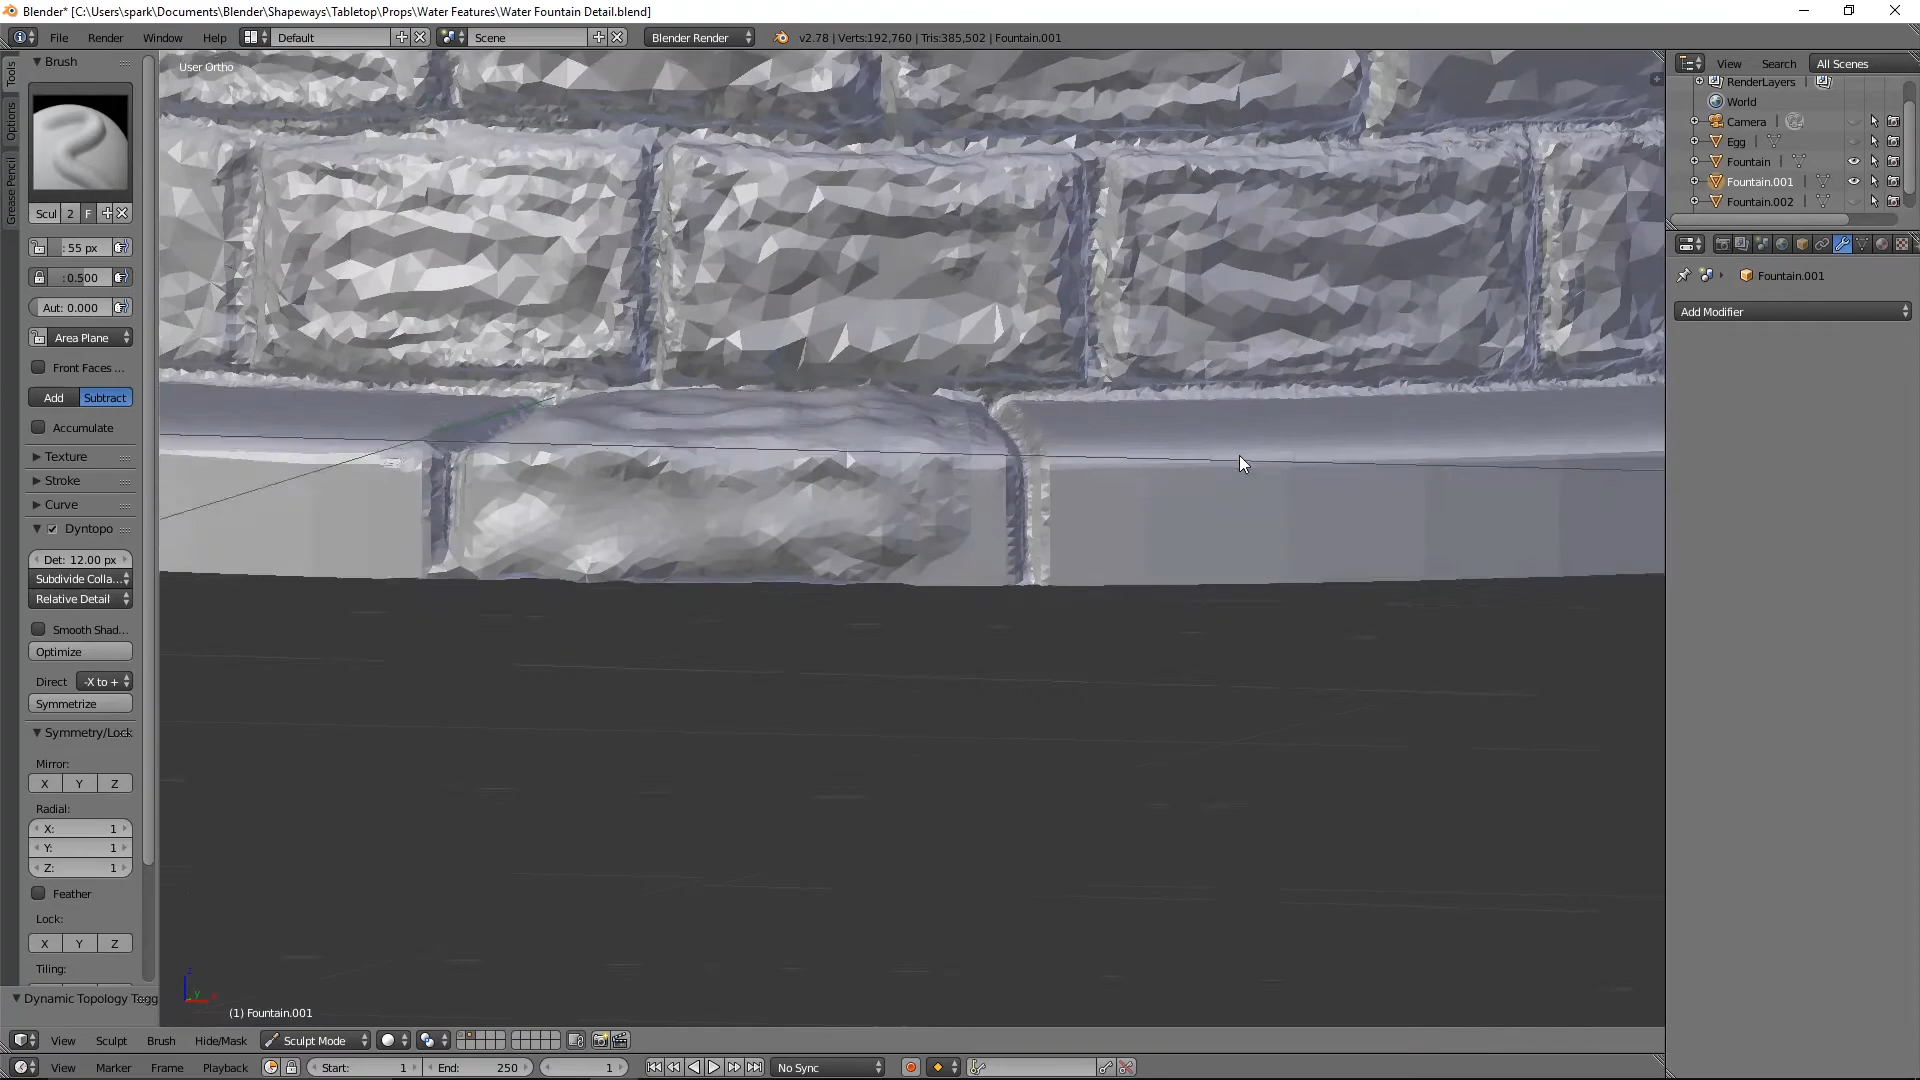 Blender* [C:\Users\spark\Documents\Blender\Shapeways\Tabletop\Props\Water Features\Water Fountain Detail.blend]
File Render Window Help Default Scene Blender Render v2.78 | Verts:192,760 | Tris:385,502 | Fountain.001
Brush
Tools
Options
Grease Pencil
User Ortho
Scul 2 F
: 55 px
: 0.500
Aut: 0.000
Area Plane
Front Faces ...
Add Subtract
Accumulate
Texture
Stroke
Curve
Dyntopo
Det: 12.00 px
Subdivide Colla...
Relative Detail
Smooth Shad...
Optimize
Direct -X to +
Symmetrize
Symmetry/Lock
Mirror:
X Y Z
Radial:
X: 1
Y: 1
Z: 1
Feather
Lock:
X Y Z
Tiling:
Dynamic Topology Togg
z
y
x
(1) Fountain.001
View Search All Scenes
RenderLayers
World
Camera
Egg
Fountain
Fountain.001
Fountain.002
Fountain.001
Add Modifier
View Sculpt Brush Hide/Mask Sculpt Mode
View Marker Frame Playback Start: 1 End: 250 1 No Sync